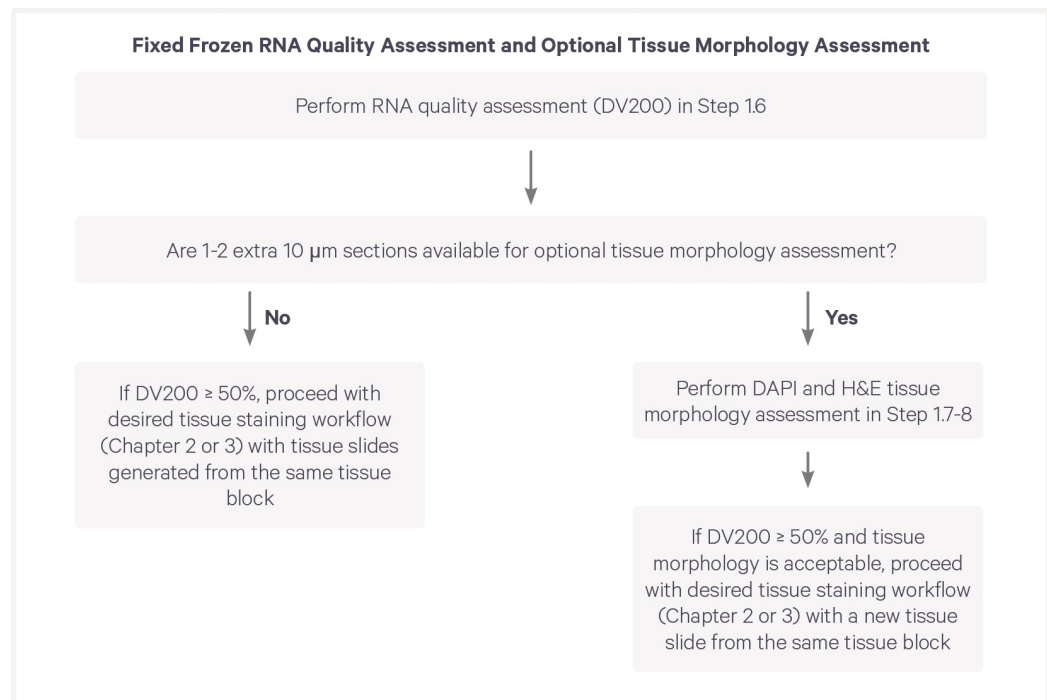 Fixed Frozen RNA Quality Assessment and Optional Tissue Morphology Assessment
Perform RNA quality assessment (DV200) in Step 1.6
Are 1-2 extra 10 µm sections available for optional tissue morphology assessment?
No
If DV200 ≥ 50%, proceed with
desired tissue staining workflow
(Chapter 2 or 3) with tissue slides
generated from the same tissue
block
Yes
Perform DAPI and H&E tissue
morphology assessment in Step 1.7-8
If DV200 ≥ 50% and tissue
morphology is acceptable, proceed
with desired tissue staining workflow
(Chapter 2 or 3) with a new tissue
slide from the same tissue block